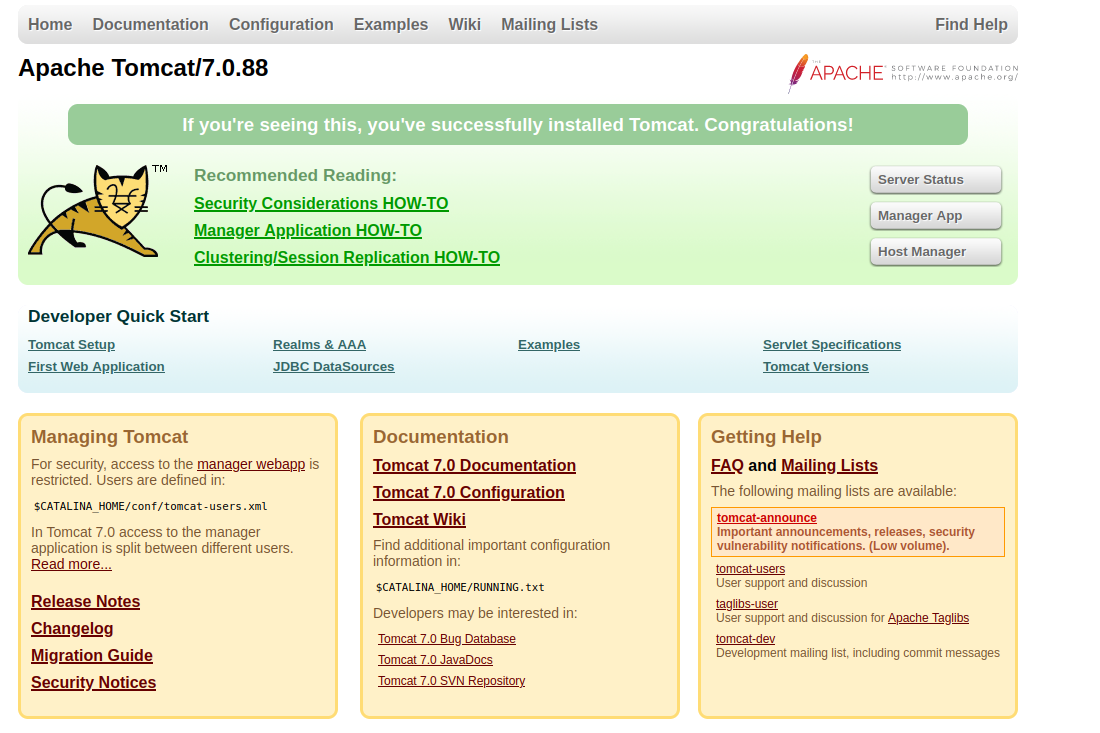 Home Documentation Configuration Examples Wiki Mailing Lists Find Help
Apache Tomcat/7.0.88
THE
APACHE SOFTWARE FOUNDATION
http://www.apache.org/
If you're seeing this, you've successfully installed Tomcat. Congratulations!
TM
Recommended Reading:
Security Considerations HOW-TO
Manager Application HOW-TO
Clustering/Session Replication HOW-TO
Server Status
Manager App
Host Manager
Developer Quick Start
Tomcat Setup
First Web Application
Realms & AAA
JDBC DataSources
Examples
Servlet Specifications
Tomcat Versions
Managing Tomcat
For security, access to the manager webapp is
restricted. Users are defined in:
$CATALINA_HOME/conf/tomcat-users.xml
In Tomcat 7.0 access to the manager
application is split between different users.
Read more...
Release Notes
Changelog
Migration Guide
Security Notices
Documentation
Tomcat 7.0 Documentation
Tomcat 7.0 Configuration
Tomcat Wiki
Find additional important configuration
information in:
$CATALINA_HOME/RUNNING.txt
Developers may be interested in:
Tomcat 7.0 Bug Database
Tomcat 7.0 JavaDocs
Tomcat 7.0 SVN Repository
Getting Help
FAQ and Mailing Lists
The following mailing lists are available:
tomcat-announce
Important announcements, releases, security
vulnerability notifications. (Low volume).
tomcat-users
User support and discussion
taglibs-user
User support and discussion for Apache Taglibs
tomcat-dev
Development mailing list, including commit messages